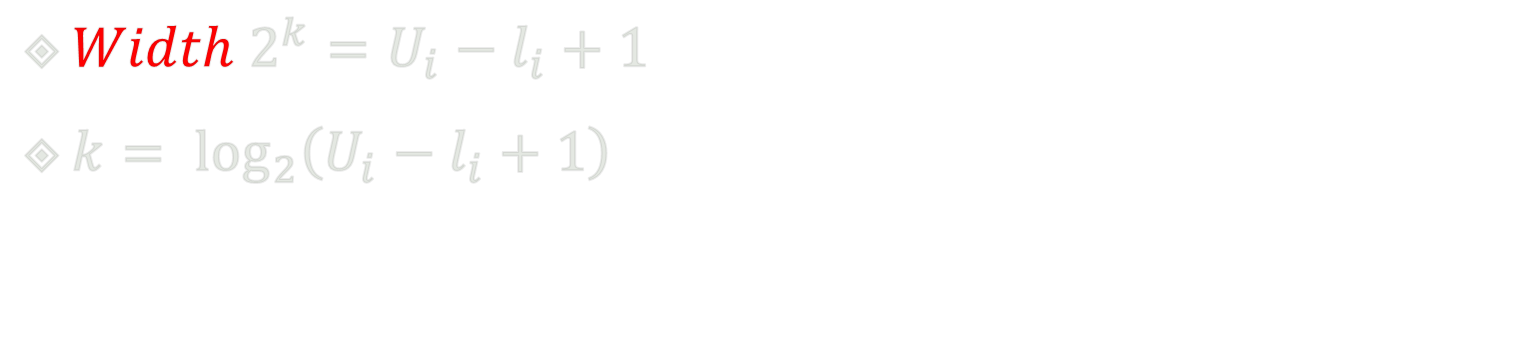 Width 2^k = U_i − l_i + 1
k = log_2(U_i − l_i + 1)